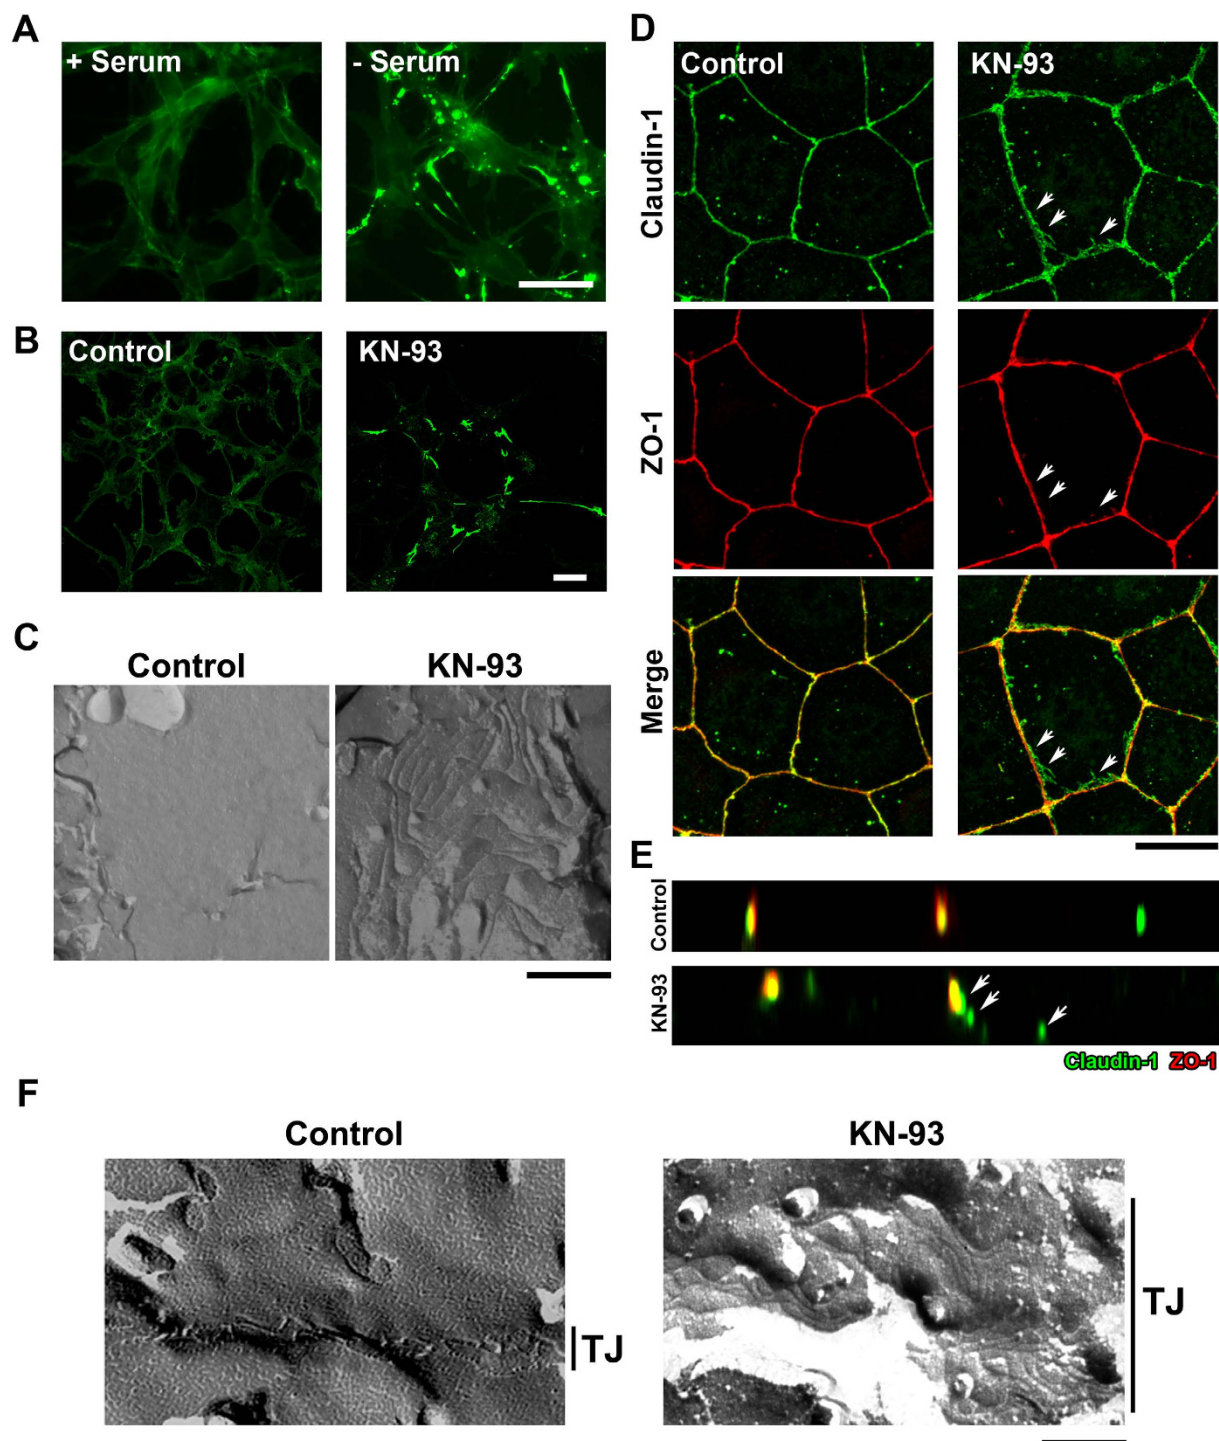 A
+ Serum
- Serum
B
Control
KN-93
C
Control
KN-93
D
Control
KN-93
Claudin-1
ZO-1
Merge
E
Control
KN-93
Claudin-1 ZO-1
F
Control
KN-93
TJ
TJ